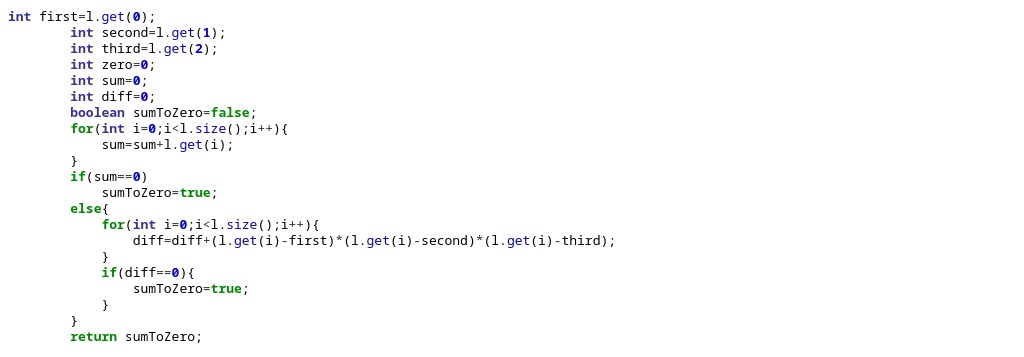 int first=l.get(0);
int second=l.get(1);
int third=l.get(2);
int zero=0;
int sum=0;
int diff=0;
boolean sumToZero=false;
for(int i=0;i<l.size();i++){
sum=sum+l.get(i);
}
if(sum==0)
sumToZero=true;
else{
for(int i=0;i<l.size();i++){
diff=diff+(l.get(i)-first)*(l.get(i)-second)*(l.get(i)-third);
}
if(diff==0){
sumToZero=true;
}
}
return sumToZero;